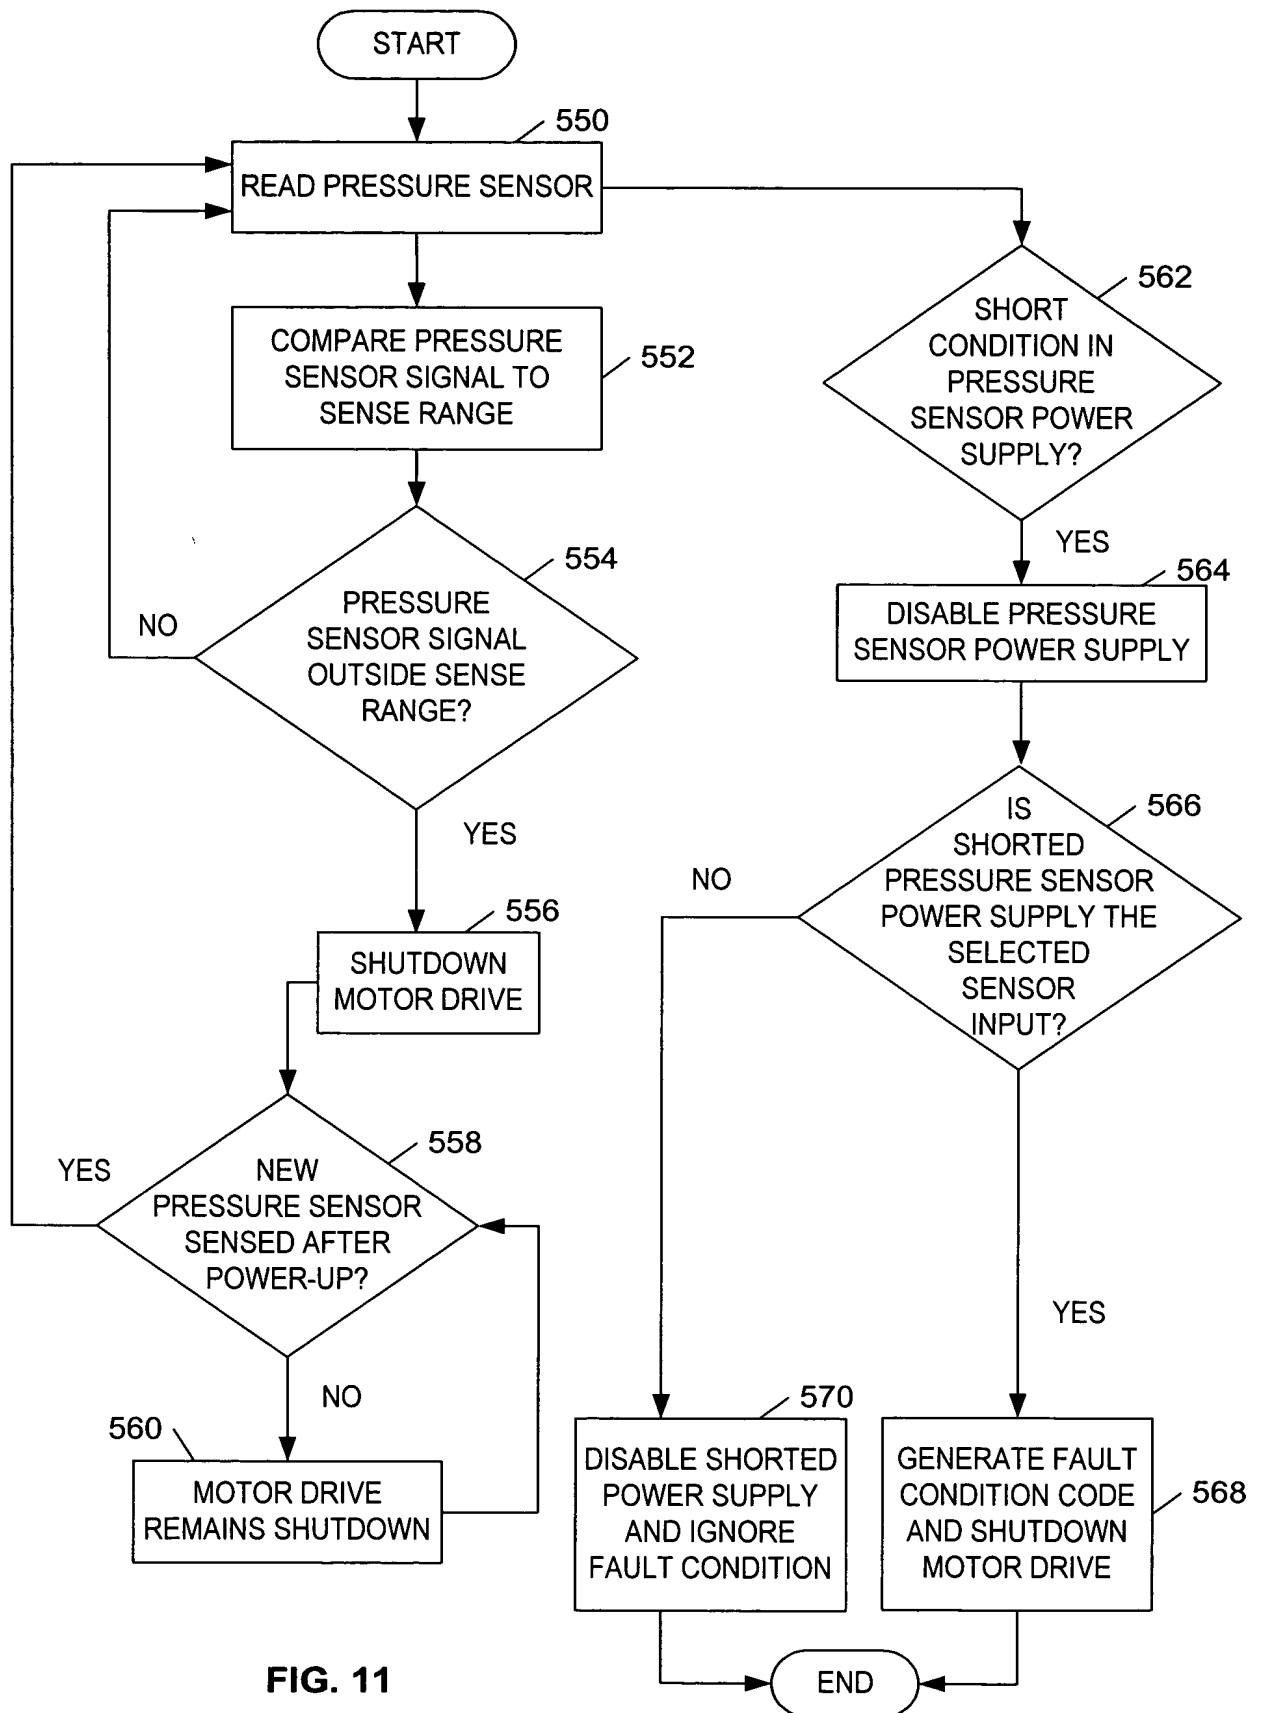 START
550
READ PRESSURE SENSOR
COMPARE PRESSURE
SENSOR SIGNAL TO
SENSE RANGE
552
PRESSURE
SENSOR SIGNAL
OUTSIDE SENSE
RANGE?
554
NO
YES
556
SHUTDOWN
MOTOR DRIVE
558
NEW
PRESSURE SENSOR
SENSED AFTER
POWER-UP?
YES
NO
560
MOTOR DRIVE
REMAINS SHUTDOWN
562
SHORT
CONDITION IN
PRESSURE
SENSOR POWER
SUPPLY?
YES
564
DISABLE PRESSURE
SENSOR POWER SUPPLY
566
IS
SHORTED
PRESSURE SENSOR
POWER SUPPLY THE
SELECTED
SENSOR
INPUT?
NO
YES
570
DISABLE SHORTED
POWER SUPPLY
AND IGNORE
FAULT CONDITION
GENERATE FAULT
CONDITION CODE
AND SHUTDOWN
MOTOR DRIVE
568
END
FIG. 11